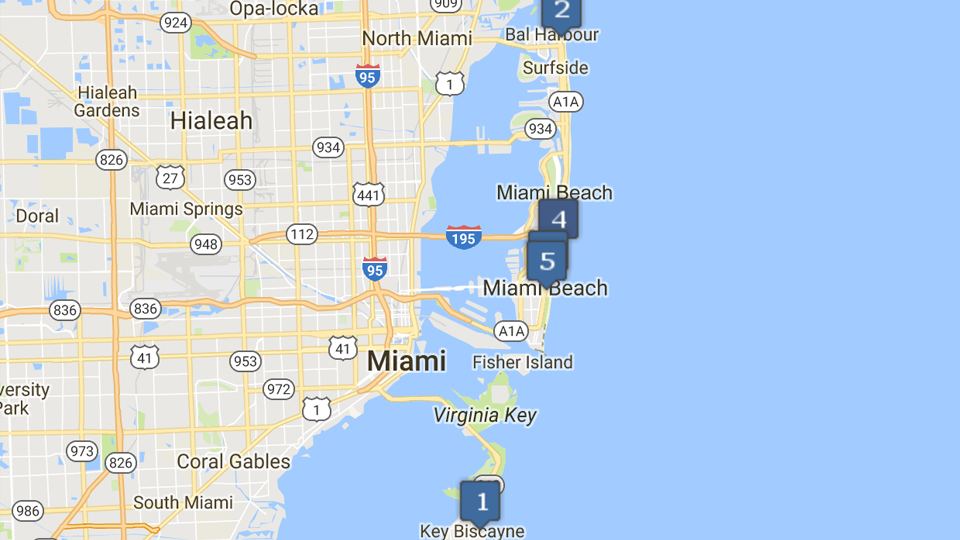 Opa-locka
909
2
924
North Miami
Bal Harbour
95
Surfside
1
Hialeah
Gardens
A1A
Hialeah
934
934
826
27
953
441
Miami Beach
Doral
Miami Springs
4
112
195
948
5
95
Miami Beach
836
836
A1A
41
953
41
Miami
Fisher Island
972
versity
Park
1
Virginia Key
973
826
Coral Gables
1
South Miami
986
Key Biscayne